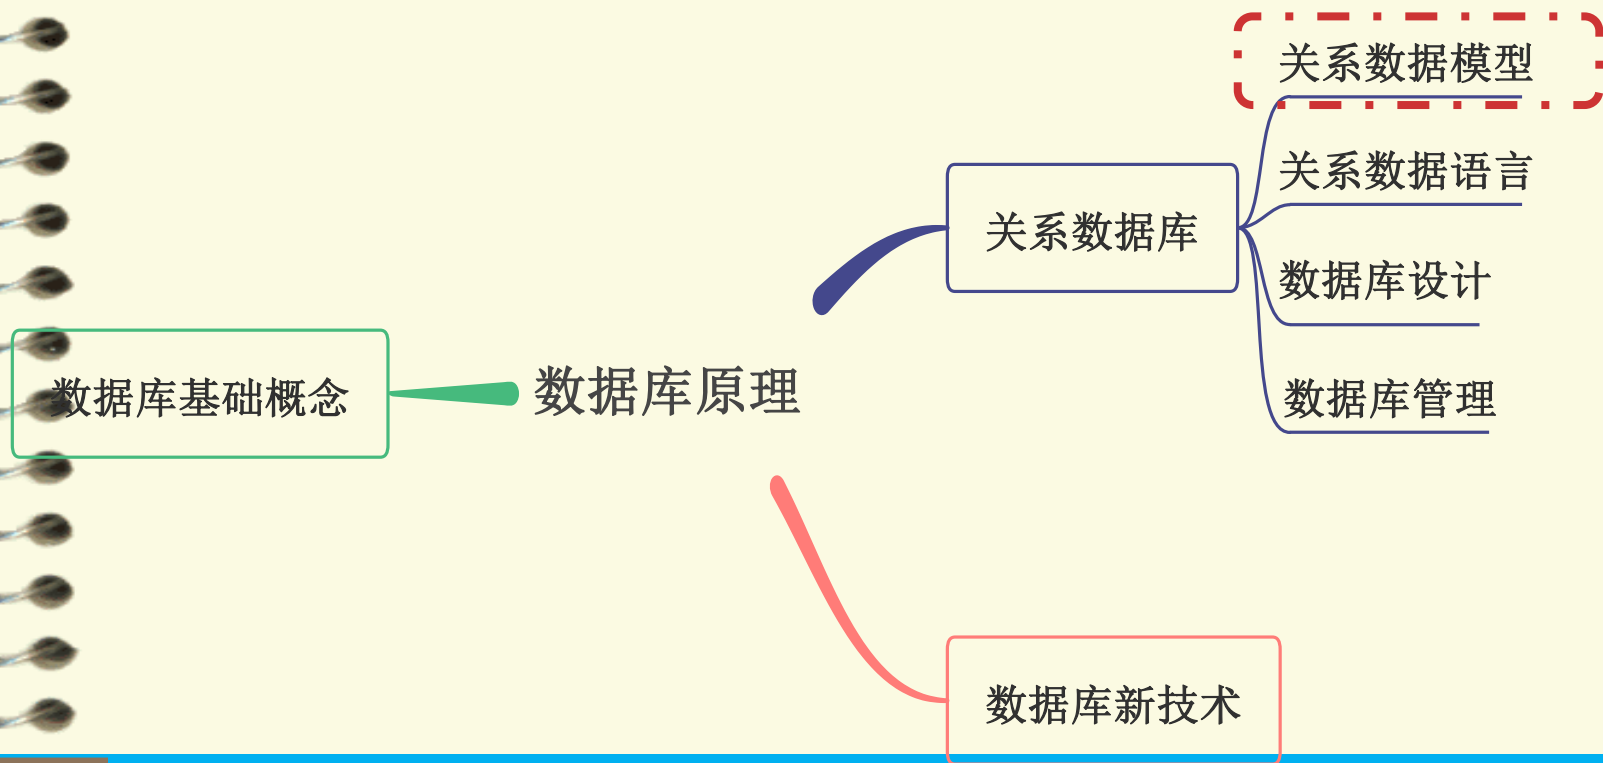 关系数据模型
关系数据语言
关系数据库
数据库设计
数据库管理
数据库原理
数据库基础概念
数据库新技术